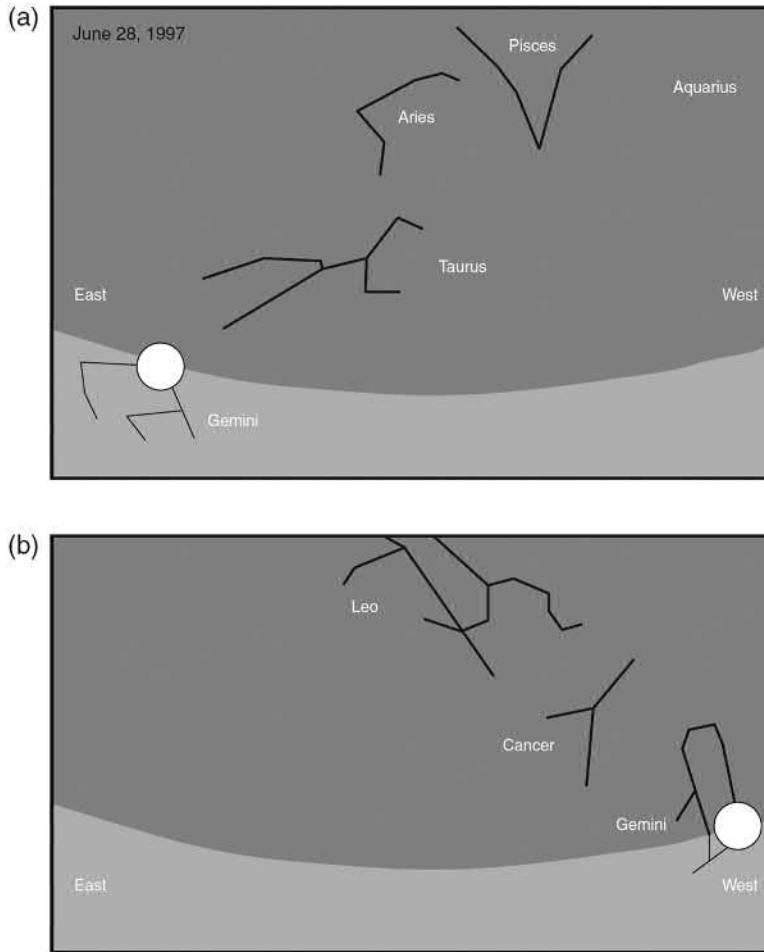 (a)
June 28, 1997
Pisces
Aquarius
Aries
Taurus
East
West
Gemini
(b)
Leo
Cancer
Gemini
East
West